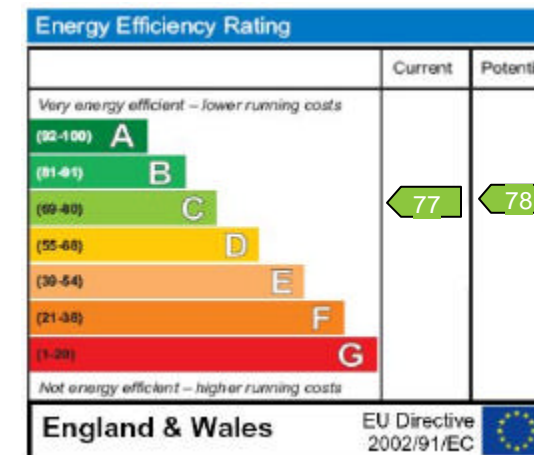 Energy Efficiency Rating
Current Potenti
Very energy efficient – lower running costs
(92-100) A
(81-91) B
(69-80) C
77 78
(55-68) D
(39-54) E
(21-38) F
(1-20) G
Not energy efficient – higher running costs
England & Wales
EU Directive
2002/91/EC